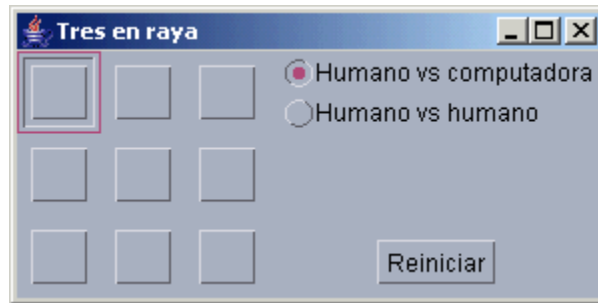 Tres en raya
Humano vs computadora
Humano vs humano
Reiniciar